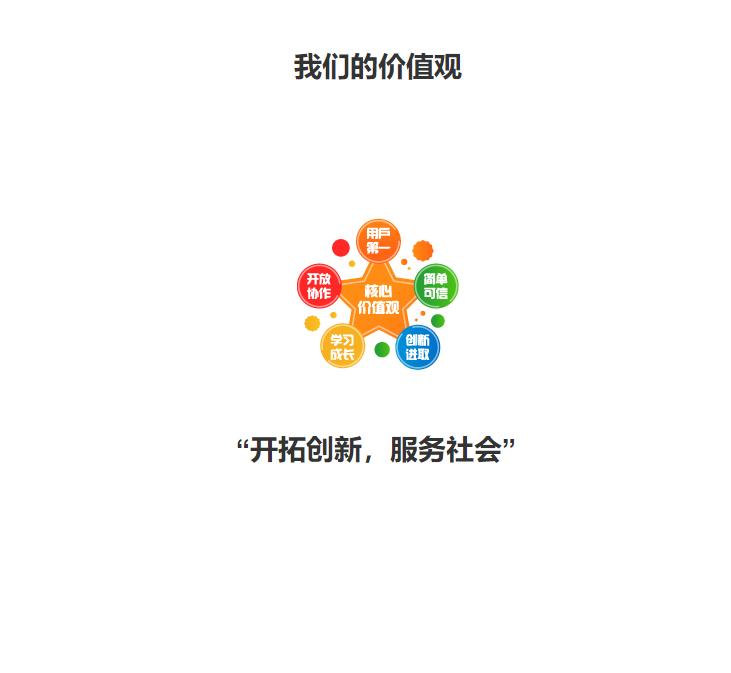 我们的价值观
用户
第一
开放
协作
核心
价值观
简单
可信
学习
成长
创新
进取
“开拓创新，服务社会”